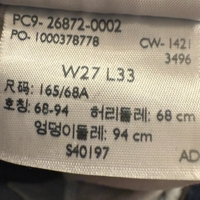 PC9- 26872-0002
PO- 1000378778 CW- 1421
3496
W27 L33
尺码: 165/68A
호칭: 68-94 허리둘레: 68 cm
엉덩이둘레: 94 cm
S40197 AD